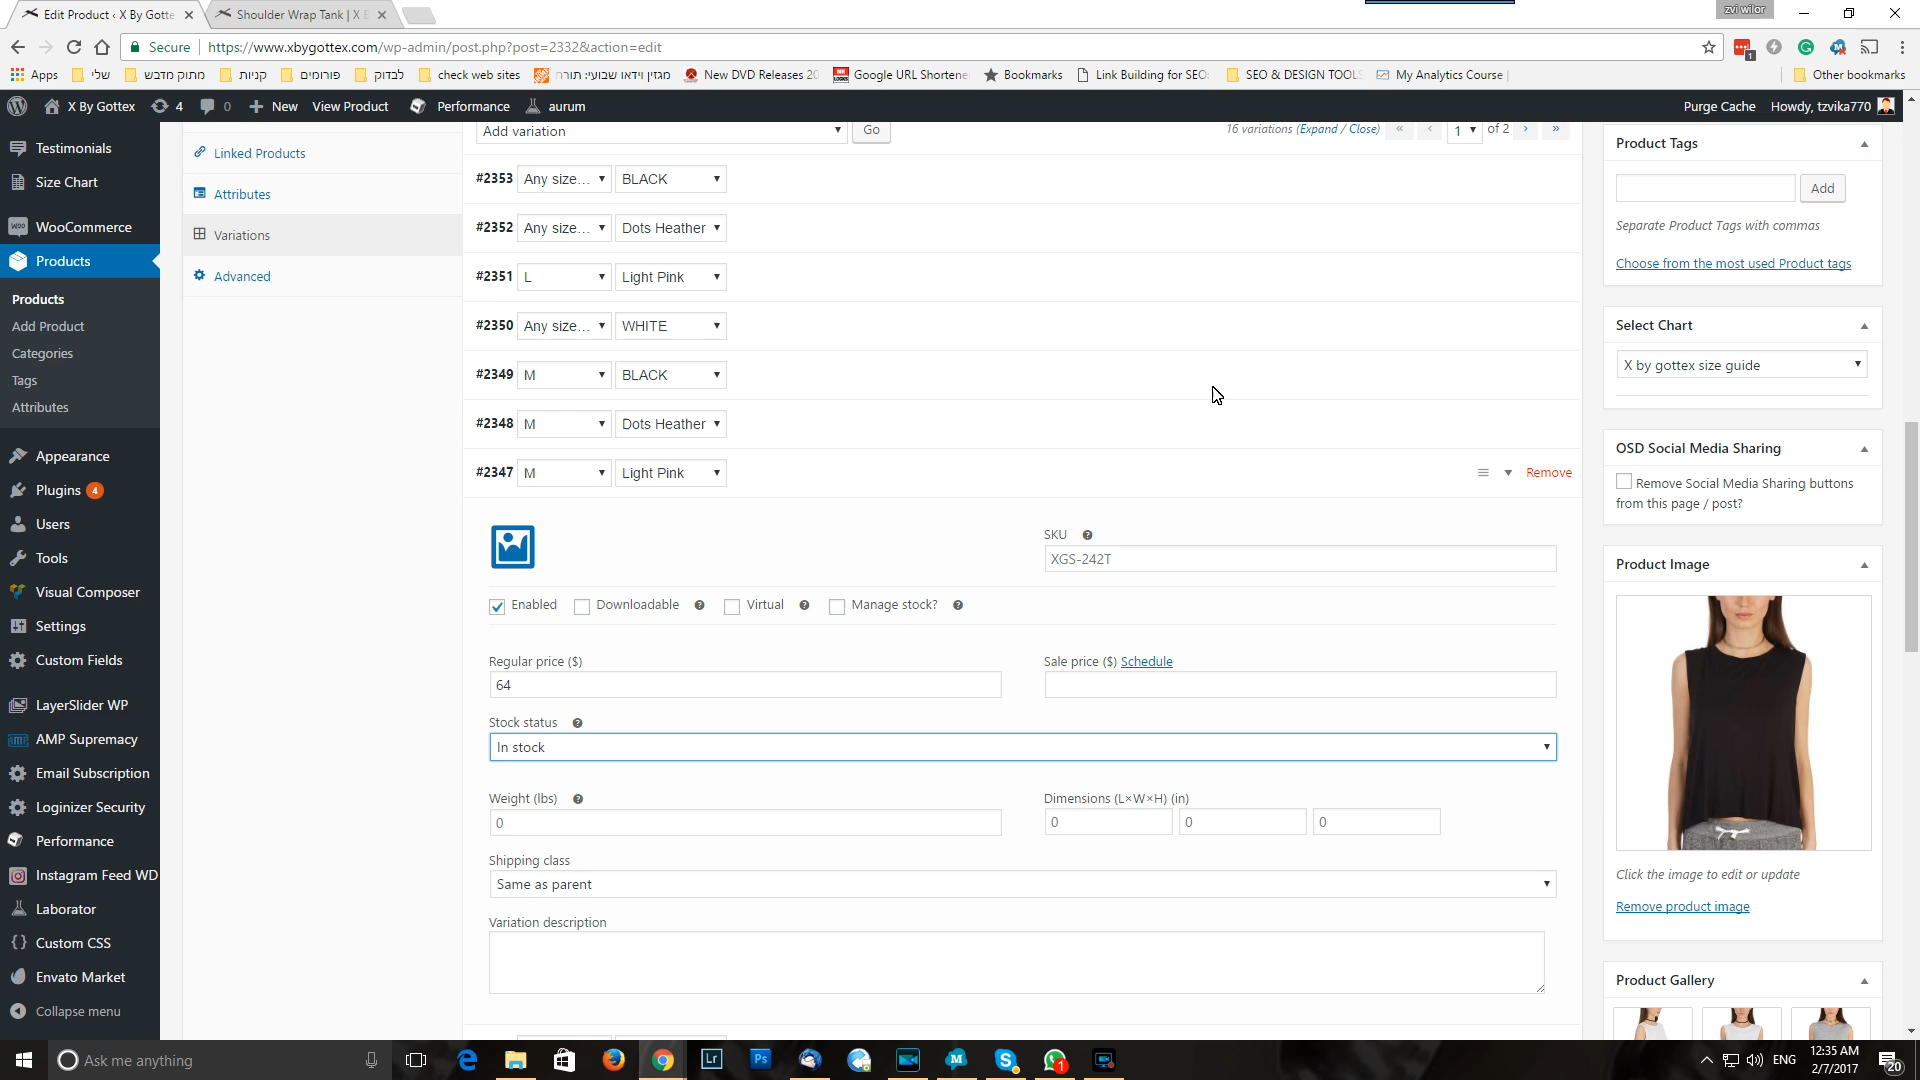 Edit Product ‹ X By Gotte
Shoulder Wrap Tank | X B
zvi wilor
Secure
https://www.xbygottex.com/wp-admin/post.php?post=2332&action=edit
1
Apps
שלי
מתוק מדבש
קניות
פורומים
לבדוק
check web sites
מגזין וידאו שבועי: תורה
New DVD Releases 20
Google URL Shortene
Bookmarks
Link Building for SEO:
SEO & DESIGN TOOLS
My Analytics Course |
Other bookmarks
X By Gottex
4
0
New
View Product
Performance
aurum
Purge Cache
Howdy, tzvika770
Testimonials
Size Chart
WooCommerce
Products
Products
Add Product
Categories
Tags
Attributes
Appearance
Plugins 4
Users
Tools
Visual Composer
Settings
Custom Fields
LayerSlider WP
AMP Supremacy
Email Subscription
Loginizer Security
Performance
Instagram Feed WD
Laborator
Custom CSS
Envato Market
Collapse menu
Linked Products
Attributes
Variations
Advanced
Add variation
Go
16 variations (Expand / Close) « ‹ 1 of 2 › »
#2353 Any size... BLACK
#2352 Any size... Dots Heather
#2351 L Light Pink
#2350 Any size... WHITE
#2349 M BLACK
#2348 M Dots Heather
#2347 M Light Pink
Remove
SKU
XGS-242T
Enabled Downloadable Virtual Manage stock?
Regular price ($)
64
Sale price ($) Schedule
Stock status
In stock
Weight (lbs)
0
Dimensions (L×W×H) (in)
0 0 0
Shipping class
Same as parent
Variation description
Product Tags
Add
Separate Product Tags with commas
Choose from the most used Product tags
Select Chart
X by gottex size guide
OSD Social Media Sharing
Remove Social Media Sharing buttons
from this page / post?
Product Image
Click the image to edit or update
Remove product image
Product Gallery
Ask me anything
Lr
Ps
1
ENG
12:35 AM
2/7/2017
20